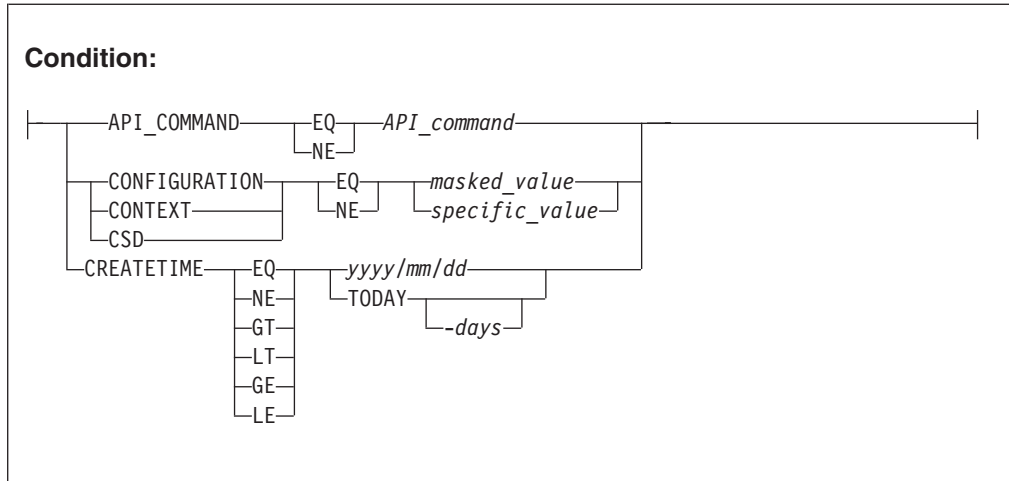 Condition:
API_COMMAND EQ API_command
NE
CONFIGURATION EQ masked_value
CONTEXT NE specific_value
CSD
CREATETIME EQ yyyy/mm/dd
NE TODAY
GT -days
LT
GE
LE